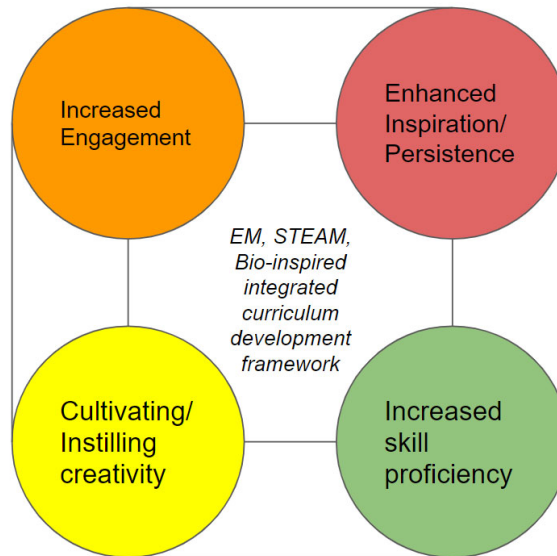 Increased
Engagement
Enhanced
Inspiration/
Persistence
EM, STEAM,
Bio-inspired
integrated
curriculum
development
framework
Cultivating/
Instilling
creativity
Increased
skill
proficiency